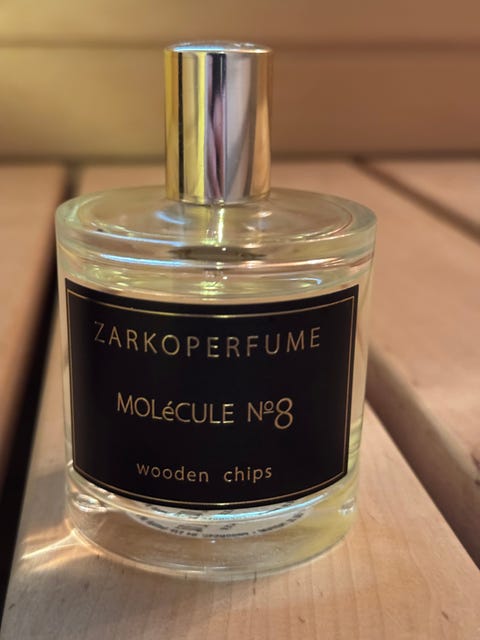 ZARKOPERFUME
MOLéCULE Nº8
wooden chips